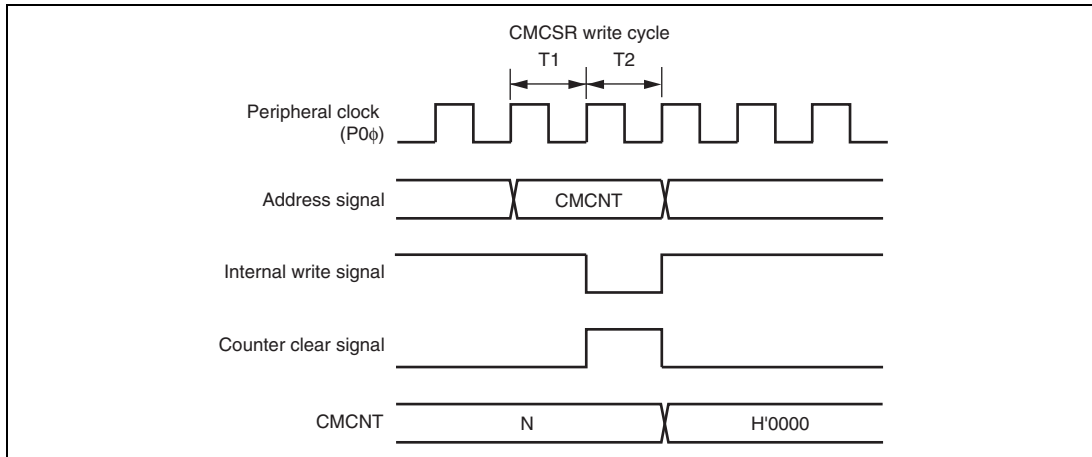 CMCSR write cycle
T1 T2
Peripheral clock
(P0φ)
Address signal CMCNT
Internal write signal
Counter clear signal
CMCNT N H'0000